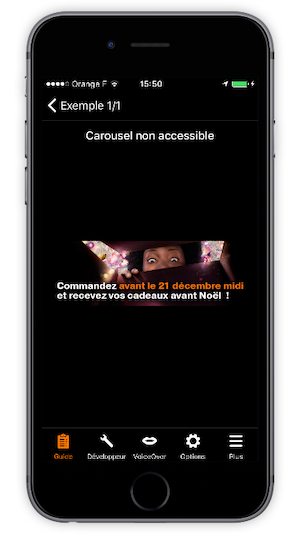 Orange F 15:50
Exemple 1/1
Carousel non accessible
Commandez avant le 21 décembre midi
et recevez vos cadeaux avant Noël !
Guide Développeur VoiceOver Options Plus